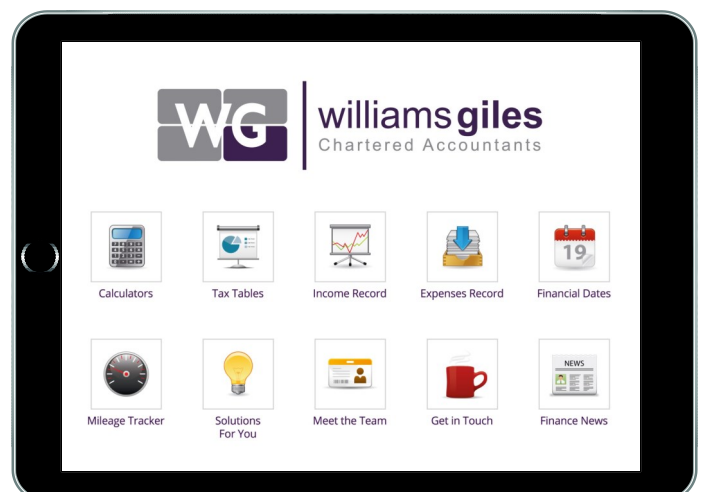 WG
williams giles
Chartered Accountants
Calculators
Tax Tables
Income Record
Expenses Record
19
Financial Dates
Mileage Tracker
Solutions
For You
Meet the Team
Get in Touch
NEWS
Finance News